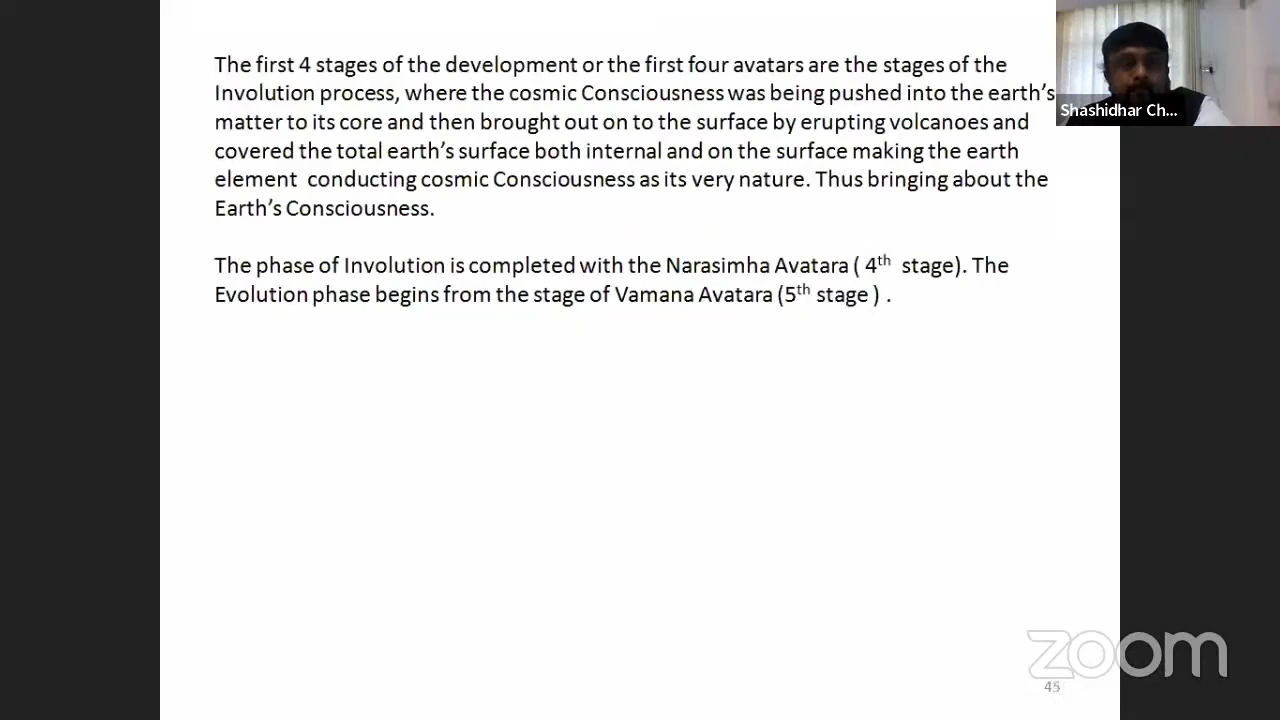 The first 4 stages of the development or the first four avatars are the stages of the
Involution process, where the cosmic Consciousness was being pushed into the earth's
matter to its core and then brought out on to the surface by erupting volcanoes and
covered the total earth's surface both internal and on the surface making the earth
element  conducting cosmic Consciousness as its very nature. Thus bringing about the
Earth's Consciousness.
The phase of Involution is completed with the Narasimha Avatara ( 4th  stage). The
Evolution phase begins from the stage of Vamana Avatara (5th stage ) .
Shashidhar Ch...
zoom
45